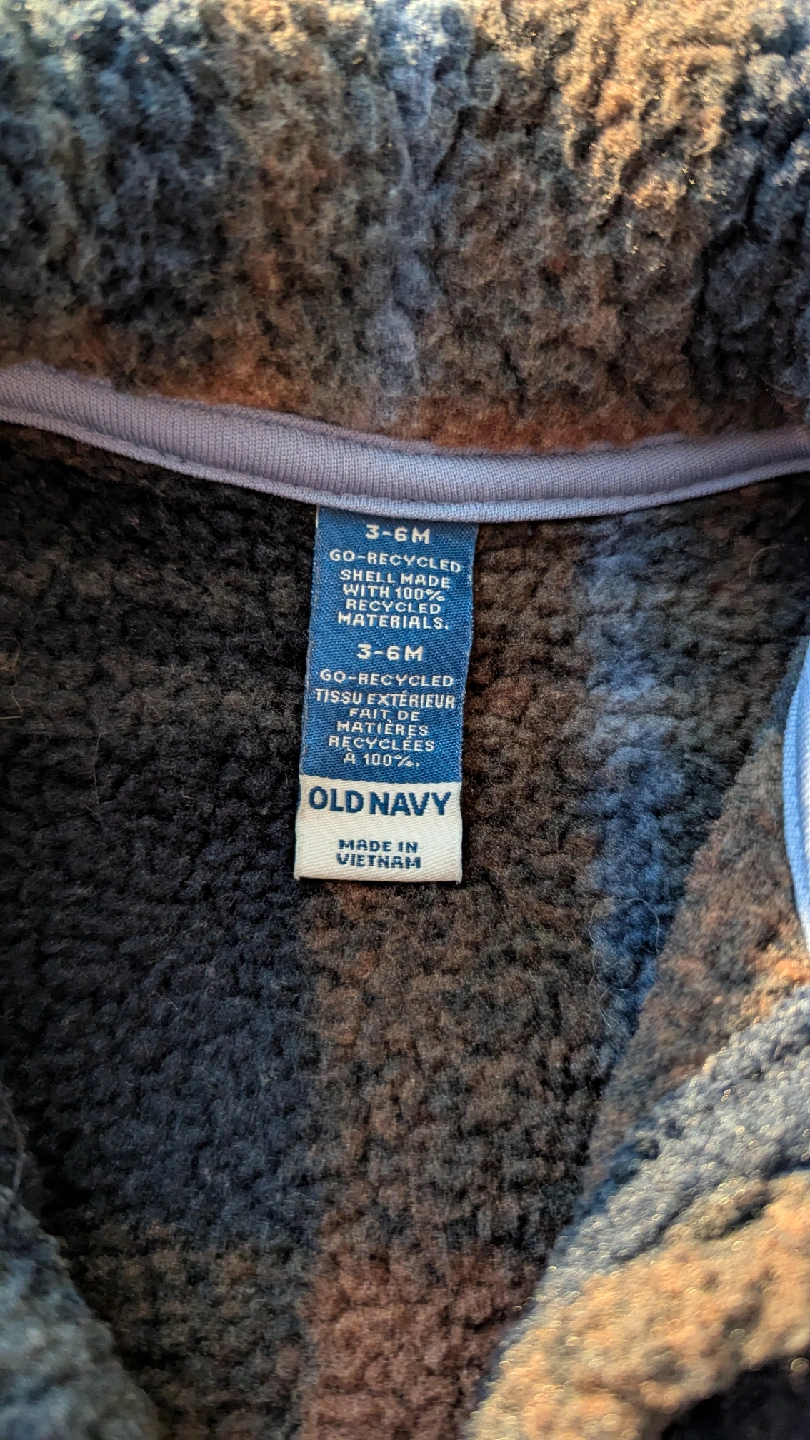 3-6M
GO-RECYCLED
SHELL MADE
WITH 100%
RECYCLED
MATERIALS.
3-6M
GO-RECYCLED
TISSU EXTÉRIEUR
FAIT DE
MATIÈRES
RECYCLÉES
À 100%.
OLD NAVY
MADE IN
VIETNAM